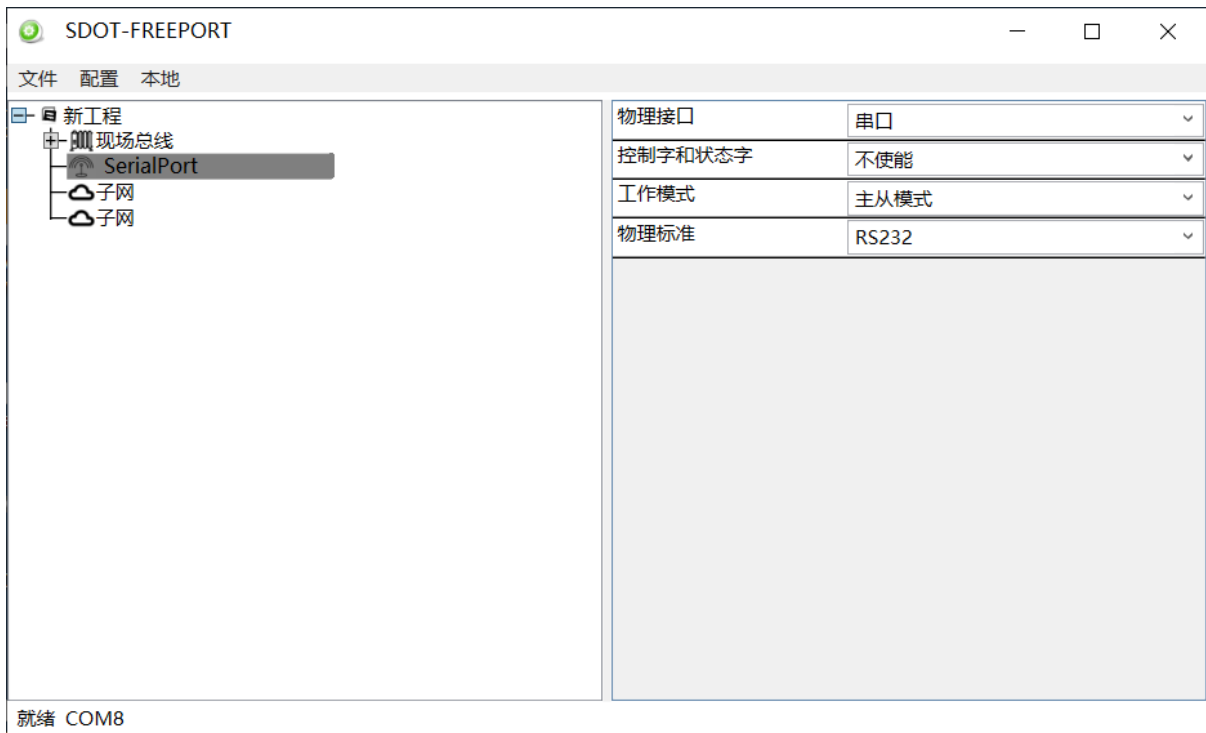 SDOT-FREEPORT
文件 配置 本地
新工程
现场总线
SerialPort
子网
子网
物理接口 串口
控制字和状态字 不使能
工作模式 主从模式
物理标准 RS232
就绪 COM8